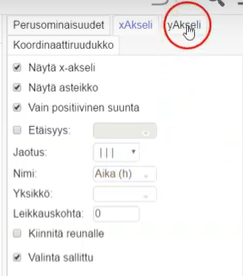 Perusominaisuudet xAkseli yAkseli
Koordinaattiruudukko
Näytä x-akseli
Näytä asteikko
Vain positiivinen suunta
Etäisyys:
Jaotus: | | |
Nimi: Aika (h)
Yksikkö:
Leikkauskohta: 0
Kiinnitä reunalle
Valinta sallittu